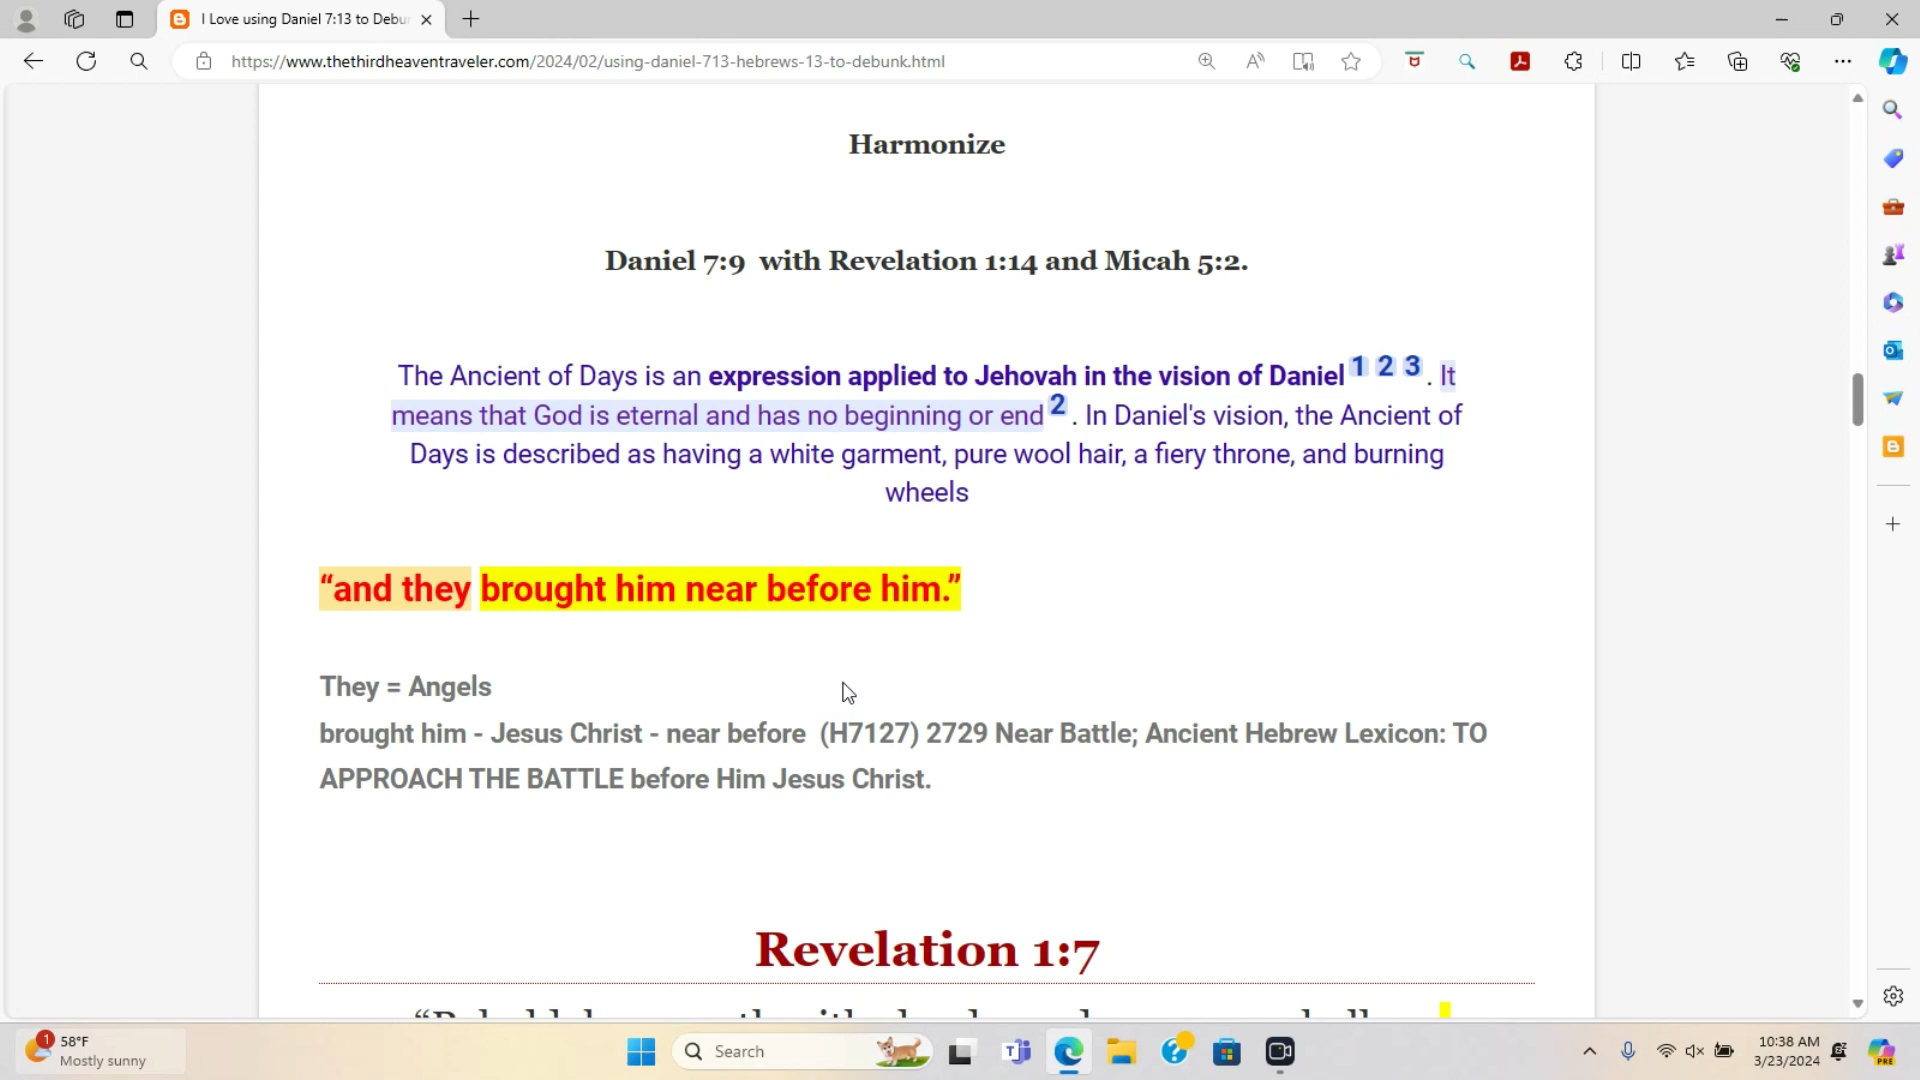 I Love using Daniel 7:13 to Debun
https://www.thethirdheaventraveler.com/2024/02/using-daniel-713-hebrews-13-to-debunk.html
Harmonize
Daniel 7:9 with Revelation 1:14 and Micah 5:2.
The Ancient of Days is an expression applied to Jehovah in the vision of Daniel 1 2 3 . It
means that God is eternal and has no beginning or end 2 . In Daniel's vision, the Ancient of
Days is described as having a white garment, pure wool hair, a fiery throne, and burning
wheels
“and they brought him near before him.”
They = Angels
brought him - Jesus Christ - near before (H7127) 2729 Near Battle; Ancient Hebrew Lexicon: TO
APPROACH THE BATTLE before Him Jesus Christ.
Revelation 1:7
1
58°F
Mostly sunny
Search
10:38 AM
3/23/2024
PRE